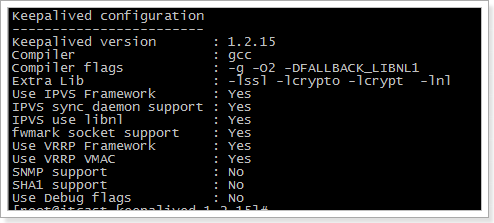 Keepalived configuration
------------------------
Keepalived version : 1.2.15
Compiler : gcc
Compiler flags : -g -O2 -DFALLBACK_LIBNL1
Extra Lib : -lssl -lcrypto -lcrypt -lnl
Use IPVS Framework : Yes
IPVS sync daemon support : Yes
IPVS use libnl : Yes
fwmark socket support : Yes
Use VRRP Framework : Yes
Use VRRP VMAC : Yes
SNMP support : No
SHA1 support : No
Use Debug flags : No
[root@itcast keepalived-1.2.15]#